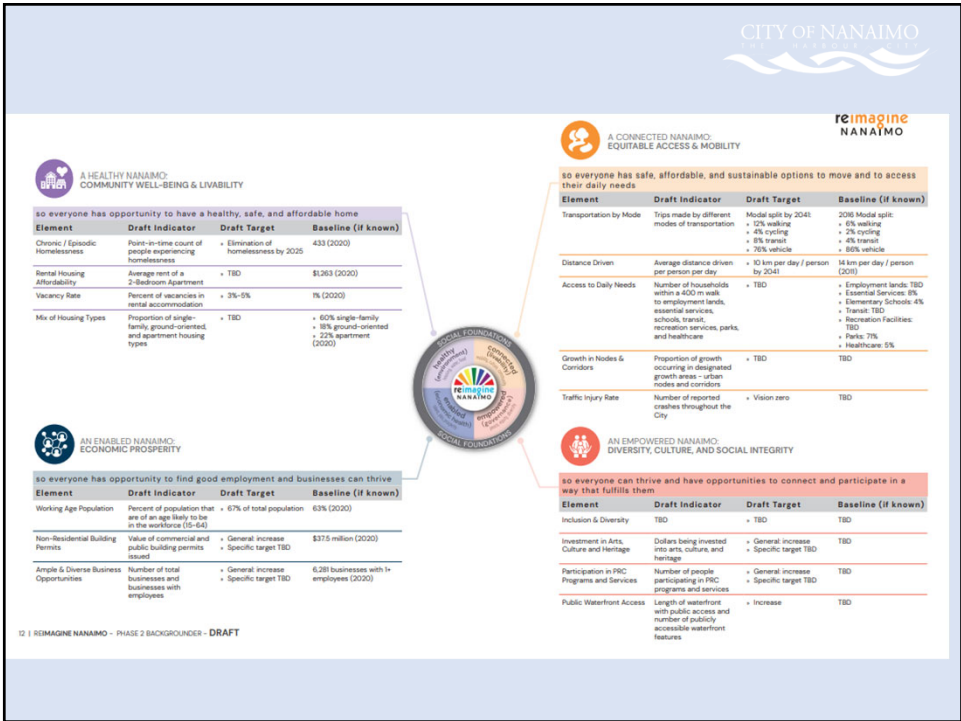 CITY OF NANAIMO
THE HARBOUR CITY
reimagine
NANAIMO
A HEALTHY NANAIMO:
COMMUNITY WELL-BEING & LIVABILITY
so everyone has opportunity to have a healthy, safe, and affordable home
Element Draft Indicator Draft Target Baseline (if known)
Chronic / Episodic Point-in-time count of • Elimination of 433 (2020)
Homelessness people experiencing homelessness by 2025
homelessness
Rental Housing Average rent of a • TBD $1,263 (2020)
Affordability 2-Bedroom Apartment
Vacancy Rate Percent of vacancies in • 3%-5% 1% (2020)
rental accommodation
Mix of Housing Types Proportion of single- • TBD • 60% single-family
family, ground-oriented, • 18% ground-oriented
and apartment housing • 22% apartment
types (2020)
A CONNECTED NANAIMO:
EQUITABLE ACCESS & MOBILITY
so everyone has safe, affordable, and sustainable options to move and to access
their daily needs
Element Draft Indicator Draft Target Baseline (if known)
Transportation by Mode Trips made by different Modal split by 2041: 2016 Modal split:
modes of transportation • 12% walking • 6% walking
• 4% cycling • 2% cycling
• 8% transit • 4% transit
• 76% vehicle • vehicle
Distance Driven Average distance driven • 10 km per day / person 14 km per day / person
per person per day by 2041 (2011)
Access to Daily Needs Number of households • TBD • Employment lands: TBD
within a 400 m walk • Essential Services: 8%
to employment lands, • Elementary Schools: 4%
essential services, • Transit: TBD
schools, transit, • Recreation Facilities:
recreation services, parks, TBD
and healthcare • Parks: 71%
• Healthcare: 5%
Growth in Nodes & Proportion of growth • TBD TBD
Corridors occurring in designated
growth areas - urban
nodes and corridors
Traffic Injury Rate Number of reported • Vision zero TBD
crashes throughout the
City
SOCIAL FOUNDATIONS
healthy
(environment)
connected
(livability)
reimagine
NANAIMO
enabled
empowered
(governance)
SOCIAL FOUNDATIONS
AN ENABLED NANAIMO:
ECONOMIC PROSPERITY
so everyone has opportunity to find good employment and businesses can thrive
Element Draft Indicator Draft Target Baseline (if known)
Working Age Population Percent of population that • 67% of total population 63% (2020)
are of an age likely to be
in the workforce (15-64)
Non-Residential Building Value of commercial and • General: increase $37.5 million (2020)
Permits public building permits • Specific target TBD
issued
Ample & Diverse Business Number of total • General: increase 6,281 businesses with 1+
Opportunities businesses and • Specific target TBD employees (2020)
businesses with
employees
AN EMPOWERED NANAIMO:
DIVERSITY, CULTURE, AND SOCIAL INTEGRITY
so everyone can thrive and have opportunities to connect and participate in a
way that fulfills them
Element Draft Indicator Draft Target Baseline (if known)
Inclusion & Diversity TBD • TBD TBD
Investment in Arts, Dollars being invested • General: increase TBD
Culture and Heritage into arts, culture, and • Specific target TBD
heritage
Participation in PRC Number of people • General: increase TBD
Programs and Services participating in PRC • Specific target TBD
programs and services
Public Waterfront Access Length of waterfront • Increase TBD
with public access and
number of publicly
accessible waterfront
features
12 | REIMAGINE NANAIMO - PHASE 2 BACKGROUNDER - DRAFT